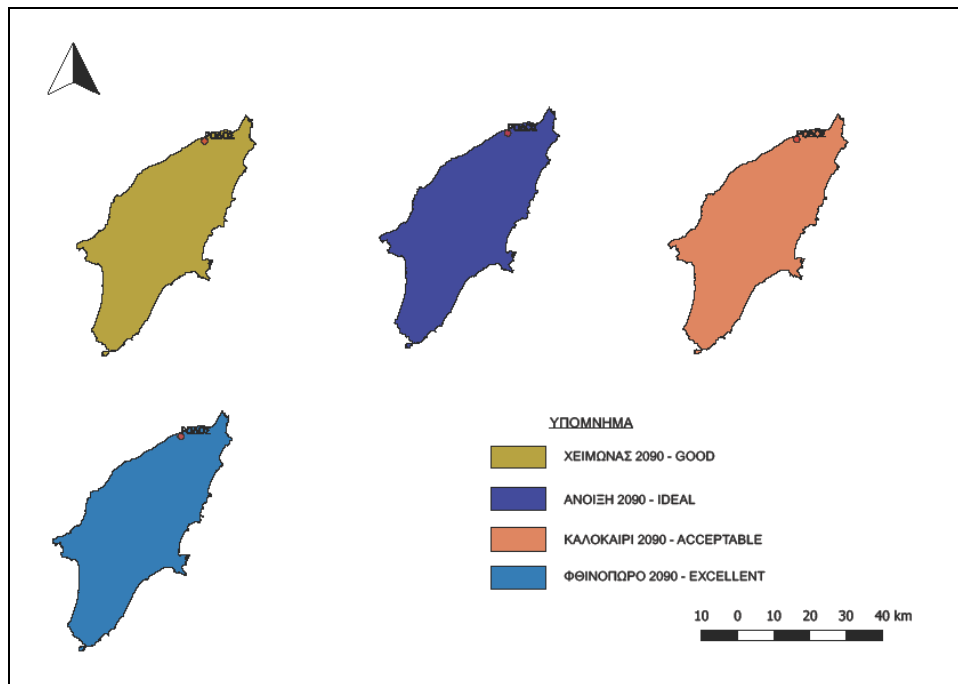 ΡΟΔΟΣ
ΡΟΔΟΣ
ΡΟΔΟΣ
ΡΟΔΟΣ
ΥΠΟΜΝΗΜΑ
ΧΕΙΜΩΝΑΣ 2090 - GOOD
ΑΝΟΙΞΗ 2090 - IDEAL
ΚΑΛΟΚΑΙΡΙ 2090 - ACCEPTABLE
ΦΘΙΝΟΠΩΡΟ 2090 - EXCELLENT
10 0 10 20 30 40 km